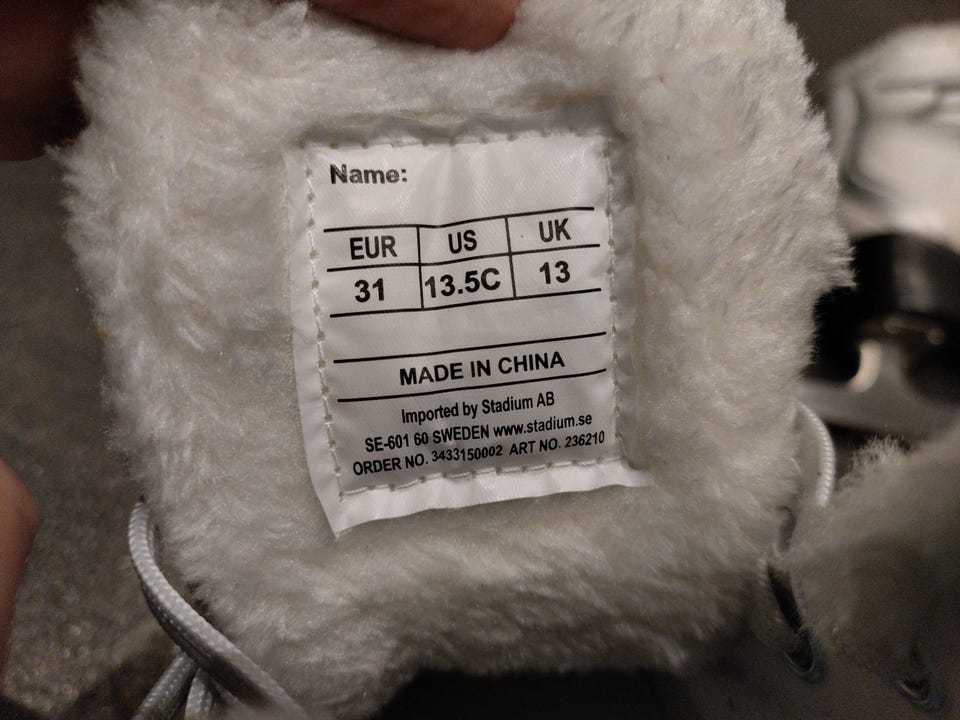 Name:
EUR US UK
31 13.5C 13
MADE IN CHINA
Imported by Stadium AB
SE-601 60 SWEDEN www.stadium.se
ORDER NO. 3433150002 ART NO. 236210